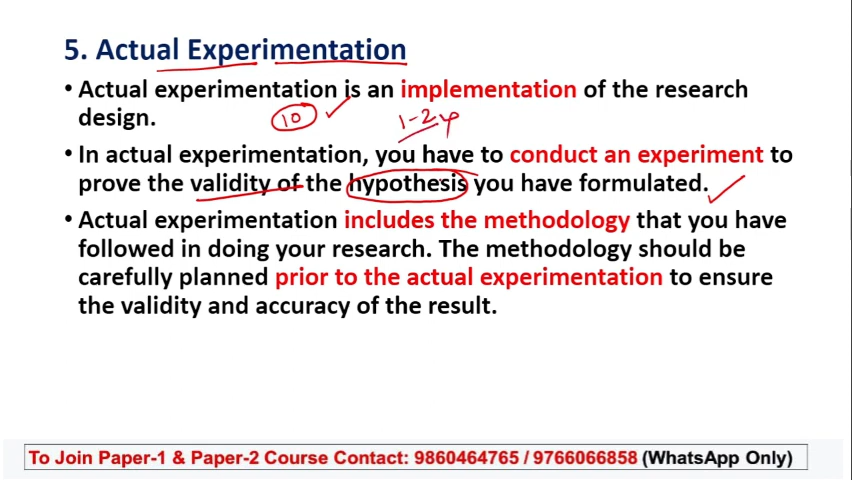 5. Actual Experimentation
• Actual experimentation is an implementation of the research
design.
10
1-2
• In actual experimentation, you have to conduct an experiment to
prove the validity of the hypothesis you have formulated.
• Actual experimentation includes the methodology that you have
followed in doing your research. The methodology should be
carefully planned prior to the actual experimentation to ensure
the validity and accuracy of the result.
To Join Paper-1 & Paper-2 Course Contact: 9860464765 / 9766066858 (WhatsApp Only)